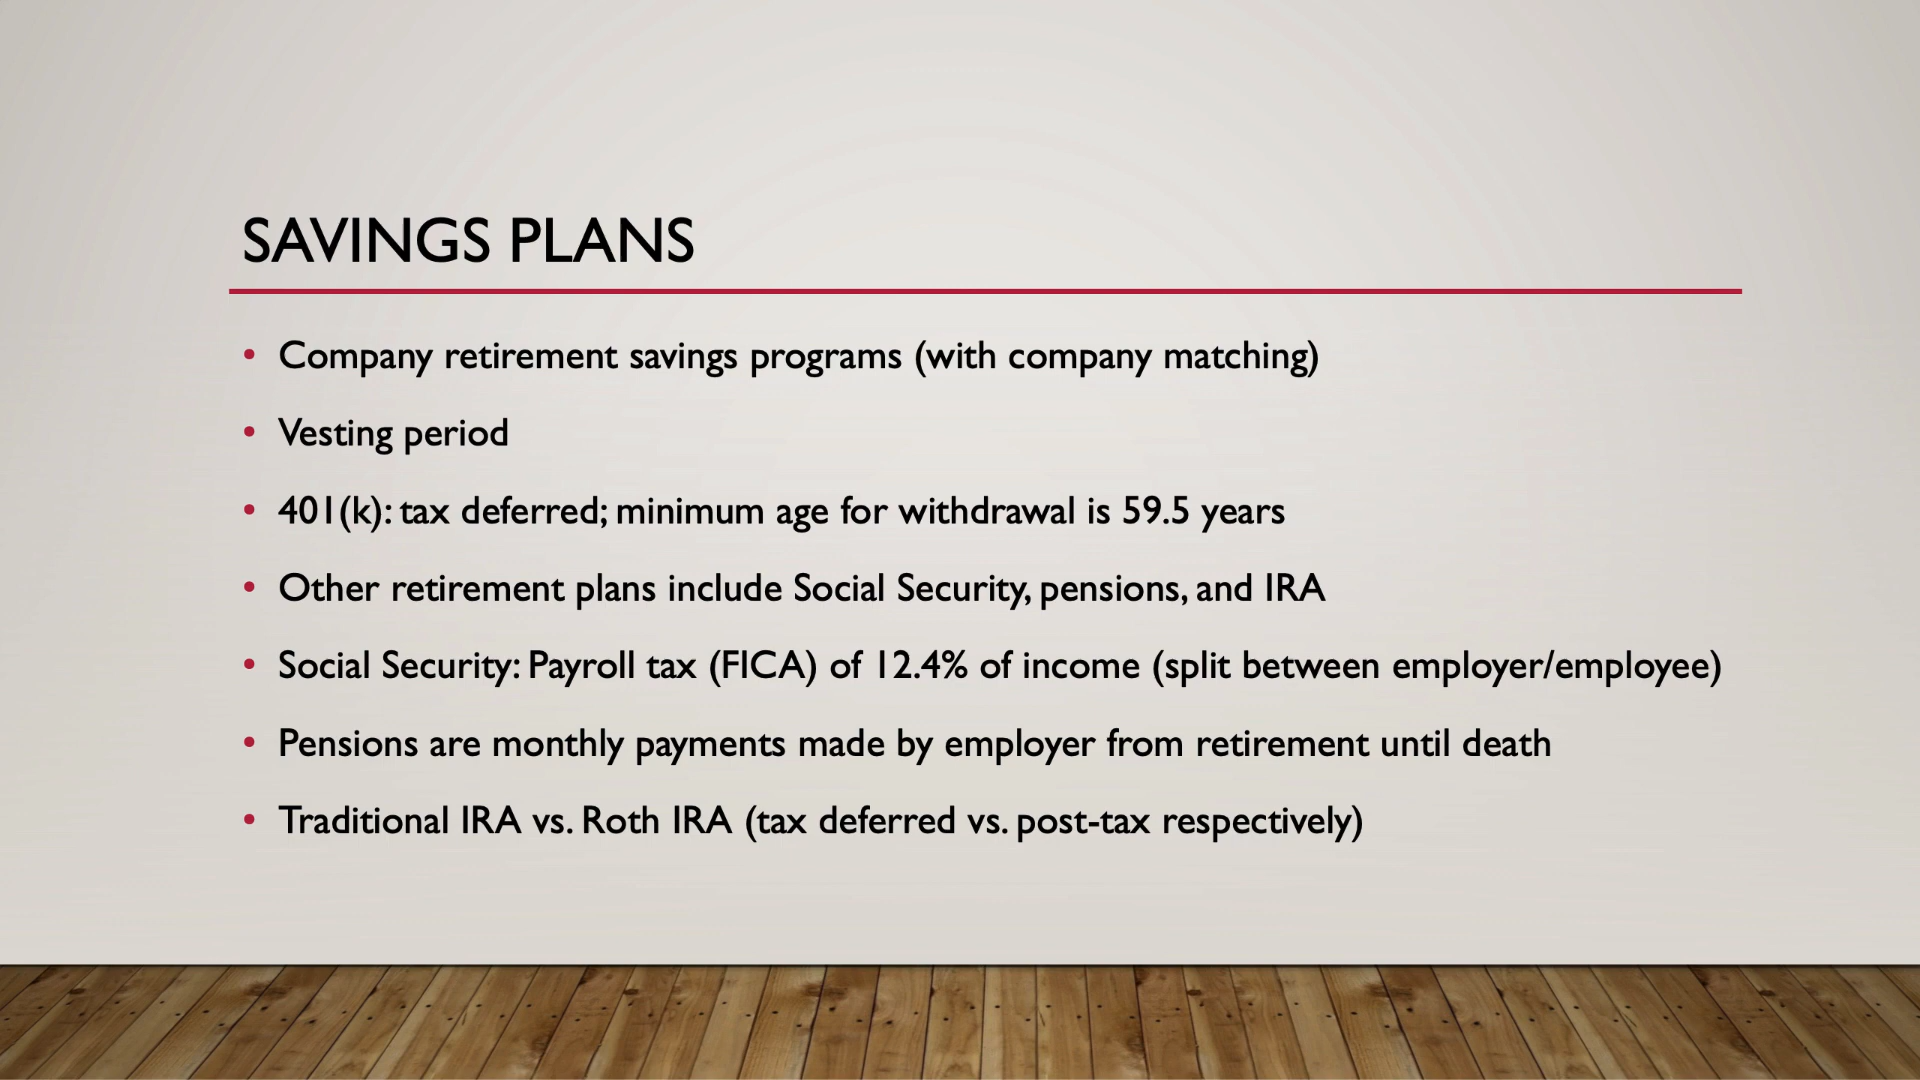 SAVINGS PLANS
• Company retirement savings programs (with company matching)
• Vesting period
• 401(k): tax deferred; minimum age for withdrawal is 59.5 years
• Other retirement plans include Social Security, pensions, and IRA
• Social Security: Payroll tax (FICA) of 12.4% of income (split between employer/employee)
• Pensions are monthly payments made by employer from retirement until death
• Traditional IRA vs. Roth IRA (tax deferred vs. post-tax respectively)